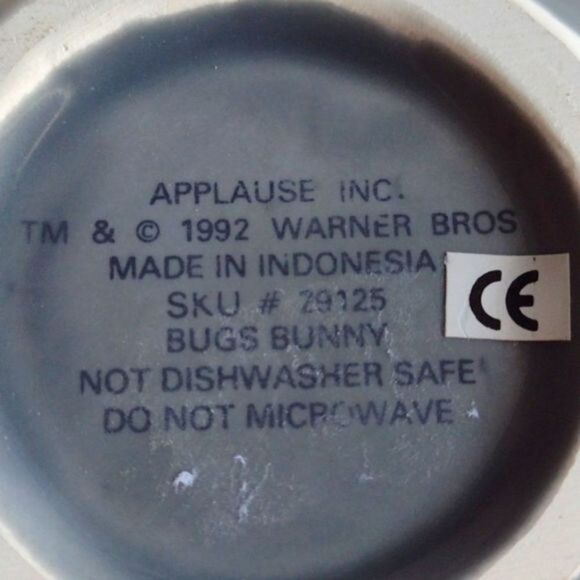 APPLAUSE INC.
TM & © 1992 WARNER BROS
MADE IN INDONESIA
SKU # 29125
BUGS BUNNY
NOT DISHWASHER SAFE
DO NOT MICROWAVE
CE